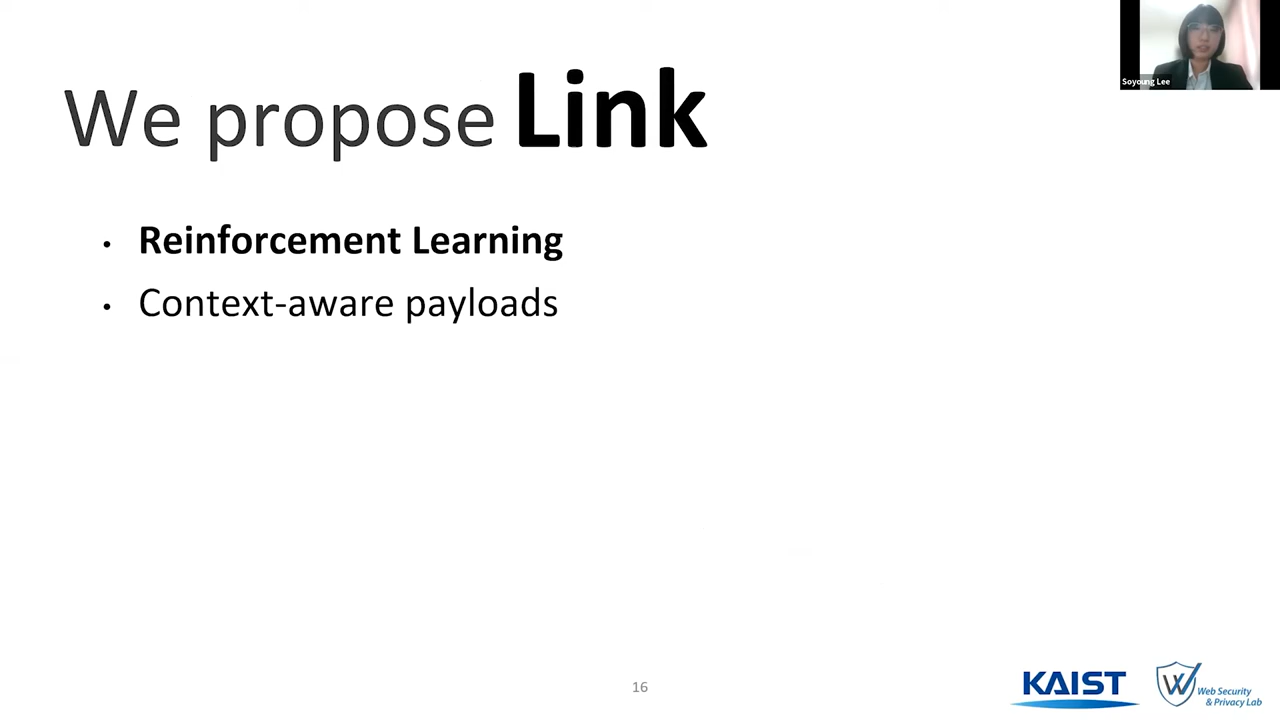 Soyoung Lee
We propose Link
• Reinforcement Learning
• Context-aware payloads
16
KAIST
W Web Security
& Privacy Lab